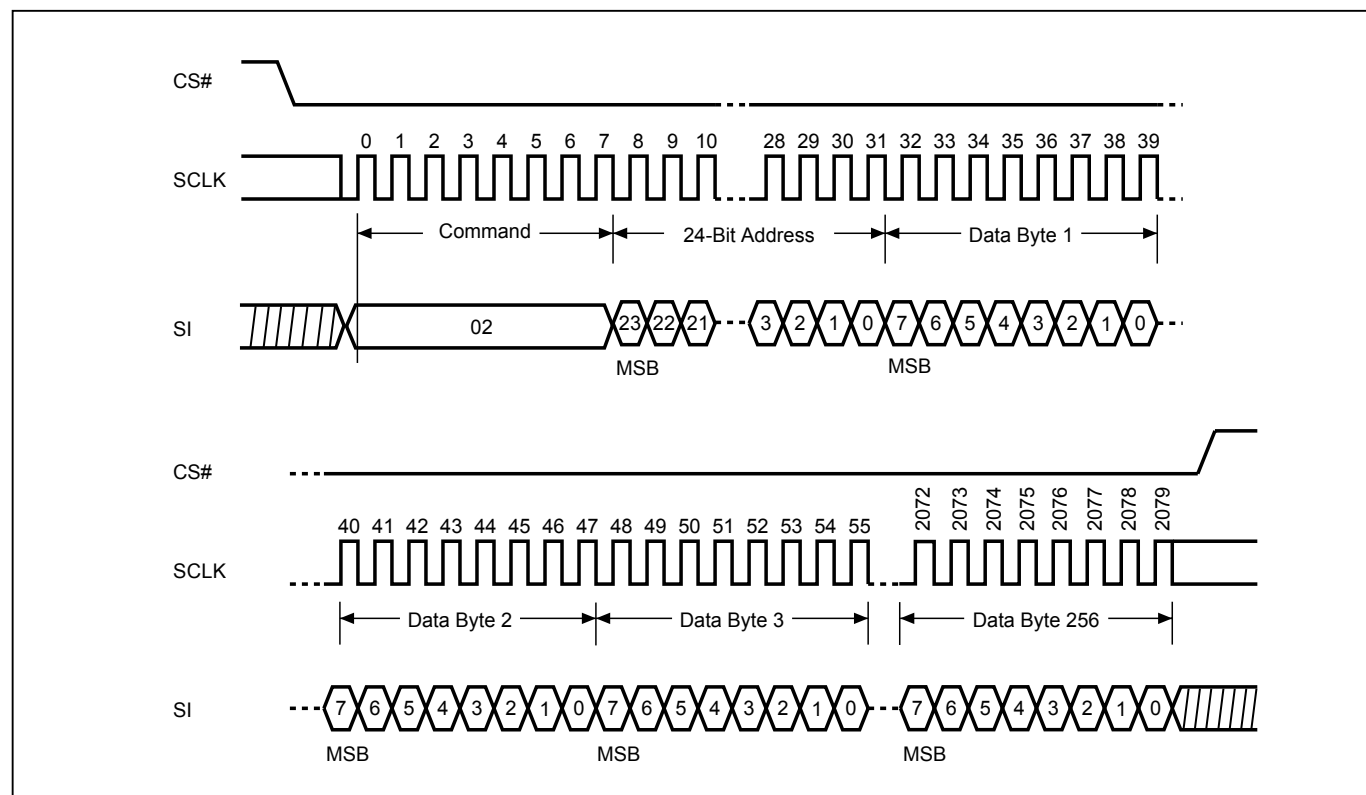 CS#
0 1 2 3 4 5 6 7 8 9 10 28 29 30 31 32 33 34 35 36 37 38 39
SCLK
Command 24-Bit Address Data Byte 1
SI 02 23 22 21 3 2 1 0 7 6 5 4 3 2 1 0
MSB MSB
CS#
2072 2073 2074 2075 2076 2077 2078 2079
40 41 42 43 44 45 46 47 48 49 50 51 52 53 54 55
SCLK
Data Byte 2 Data Byte 3 Data Byte 256
SI 7 6 5 4 3 2 1 0 7 6 5 4 3 2 1 0 7 6 5 4 3 2 1 0
MSB MSB MSB